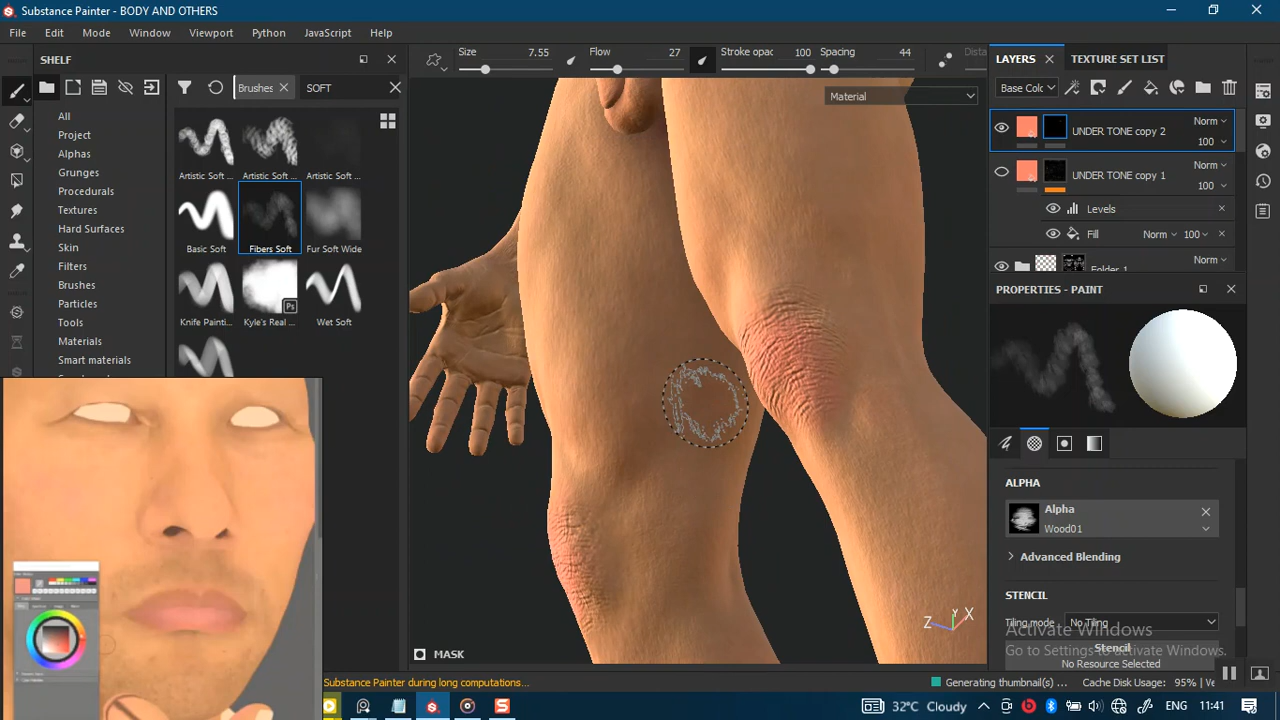 Substance Painter - BODY AND OTHERS
File Edit Mode Window Viewport Python JavaScript Help
SHELF
Brushes SOFT
All
Project
Alphas
Grunges
Procedurals
Textures
Hard Surfaces
Skin
Filters
Brushes
Particles
Tools
Materials
Smart materials
Artistic Soft ... Artistic Soft ... Artistic Soft ...
Basic Soft Fibers Soft Fur Soft Wide
Knife Painti... Kyle's Real ... Wet Soft
Size 7.55 Flow 27 Stroke opac 100 Spacing 44 Dista
Material
Z Y X
MASK
LAYERS TEXTURE SET LIST
Base Colo
UNDER TONE copy 2 Norm 100
UNDER TONE copy 1 Norm 100
Levels
Fill Norm 100
Folder 1 Norm
PROPERTIES - PAINT
ALPHA
Alpha
Wood01
Advanced Blending
STENCIL
Tiling mode No Tiling
Activate Windows
Stencil
Go to Settings to activate Windows.
No Resource Selected
Substance Painter during long computations...
Generating thumbnail(s) ... Cache Disk Usage: 95% | Ve
32°C Cloudy ENG 11:41